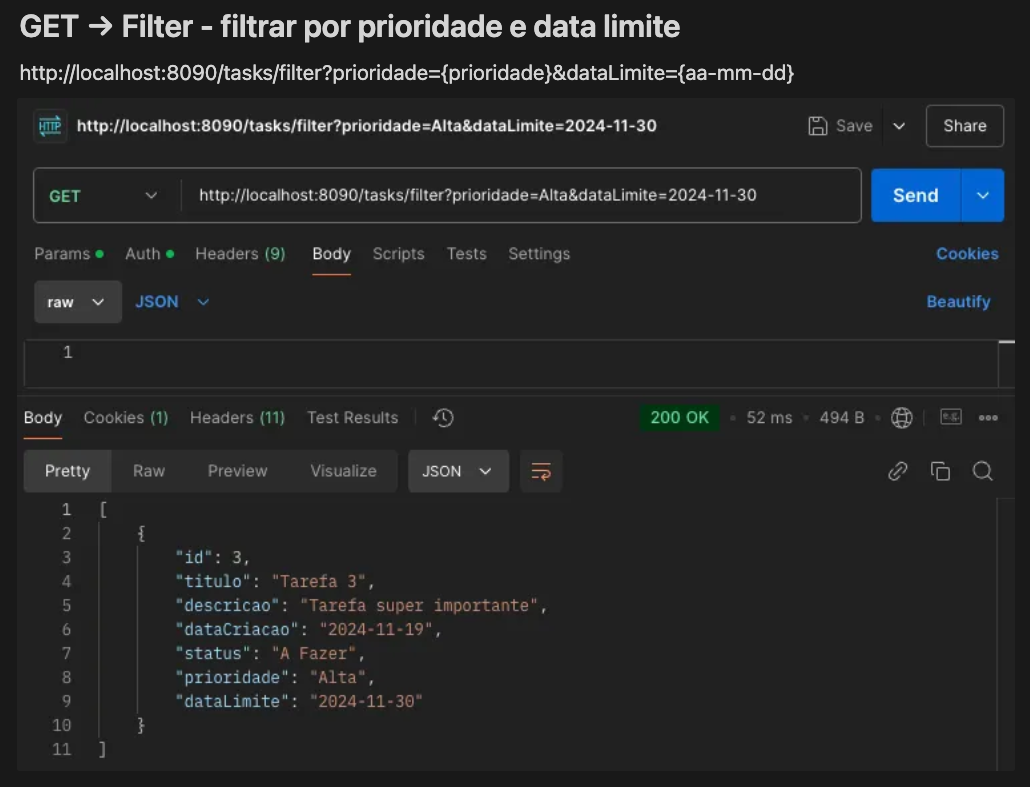 GET → Filter - filtrar por prioridade e data limite
http://localhost:8090/tasks/filter?prioridade={prioridade}&dataLimite={aa-mm-dd}
HTTP http://localhost:8090/tasks/filter?prioridade=Alta&dataLimite=2024-11-30 Save Share
GET http://localhost:8090/tasks/filter?prioridade=Alta&dataLimite=2024-11-30 Send
Params Auth Headers (9) Body Scripts Tests Settings Cookies
raw JSON Beautify
1
Body Cookies (1) Headers (11) Test Results 200 OK 52 ms 494 B e.g.
Pretty Raw Preview Visualize JSON
1 [
2 {
3 "id": 3,
4 "titulo": "Tarefa 3",
5 "descricao": "Tarefa super importante",
6 "dataCriacao": "2024-11-19",
7 "status": "A Fazer",
8 "prioridade": "Alta",
9 "dataLimite": "2024-11-30"
10 }
11 ]